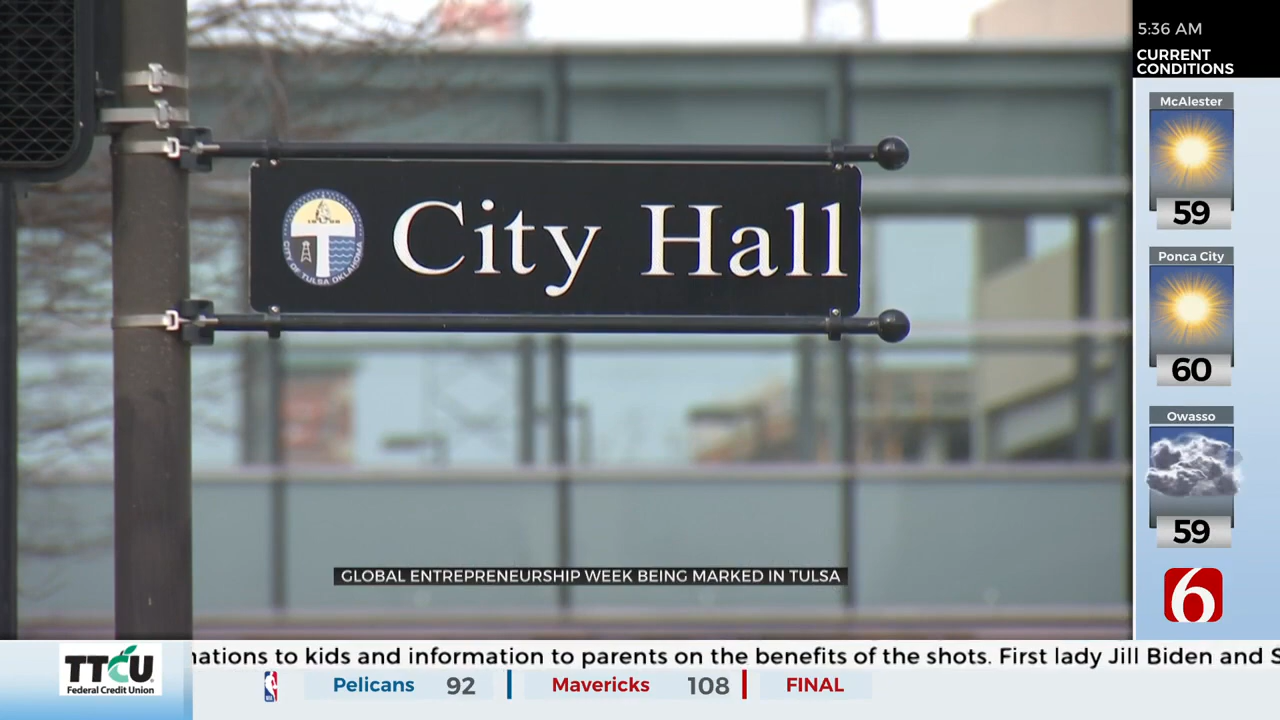 5:36 AM
CURRENT
CONDITIONS
McAlester
59
Ponca City
60
Owasso
59
6
City Hall
CITY OF TULSA OKLAHOMA
GLOBAL ENTREPRENEURSHIP WEEK BEING MARKED IN TULSA
TTCU
Federal Credit Union
nations to kids and information to parents on the benefits of the shots. First lady Jill Biden and S
Pelicans 92 Mavericks 108 FINAL